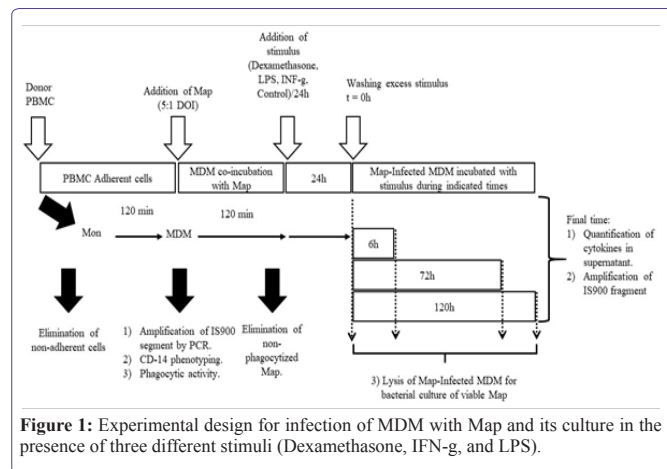 Addition of
stimulus
(Dexamethasone,
LPS, INF-g,
Control)/24h
Donor
PBMC
Addition of Map
(5:1 DOI)
Washing excess stimulus
t = 0h
PBMC Adherent cells
MDM co-incubation
with Map
24h
Map-Infected MDM incubated with
stimulus during indicated times
120 min
120 min
Mon
MDM
6h
72h
120h
Final time:
1) Quantification of
cytokines in
supernatant.
2) Amplification of
IS900 fragment
Elimination of
non-adherent cells
1) Amplification of IS900
segment by PCR.
2) CD-14 phenotyping.
3) Phagocytic activity.
Elimination of
non-
phagocytized
Map.
3) Lysis of Map-Infected MDM for
bacterial culture of viable Map
Figure 1: Experimental design for infection of MDM with Map and its culture in the
presence of three different stimuli (Dexamethasone, IFN-g, and LPS).